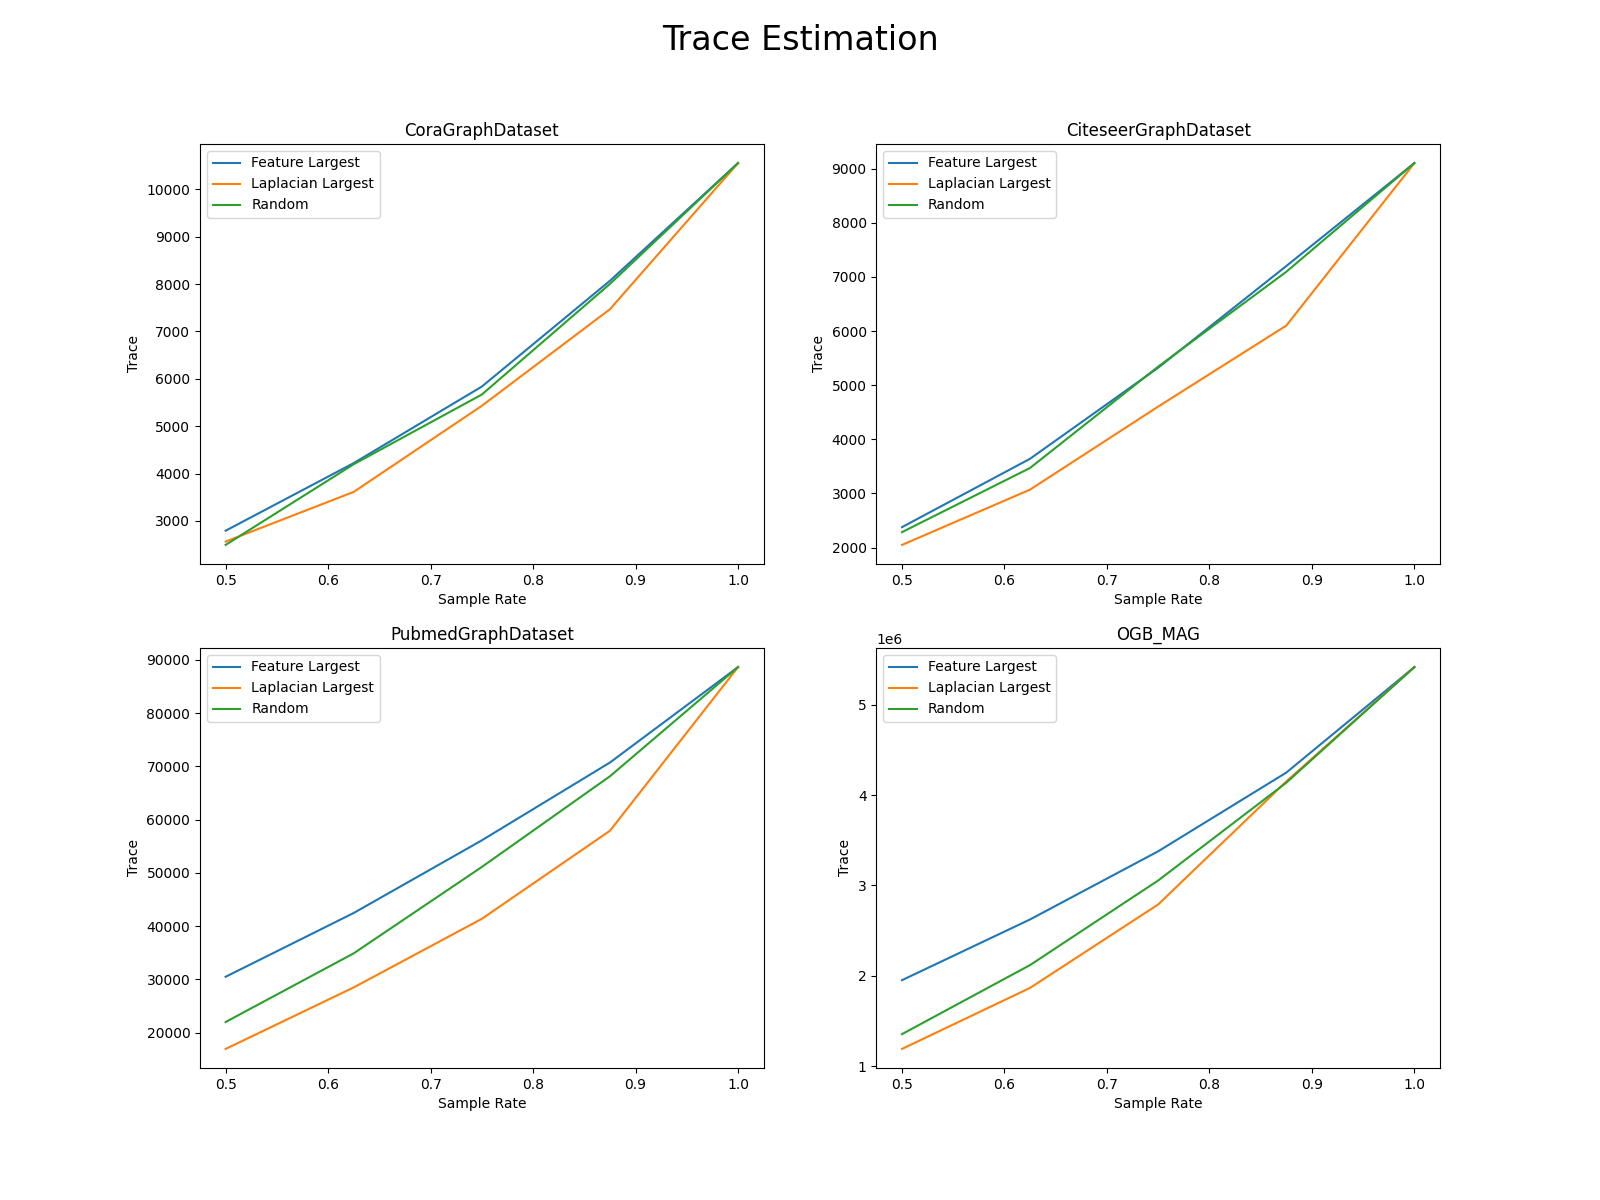 Trace Estimation
CoraGraphDataset
Feature Largest
Laplacian Largest
Random
10000
9000
8000
7000
6000
5000
4000
3000
Trace
0.5 0.6 0.7 0.8 0.9 1.0
Sample Rate
CiteseerGraphDataset
Feature Largest
Laplacian Largest
Random
9000
8000
7000
6000
5000
4000
3000
2000
Trace
0.5 0.6 0.7 0.8 0.9 1.0
Sample Rate
PubmedGraphDataset
Feature Largest
Laplacian Largest
Random
90000
80000
70000
60000
50000
40000
30000
20000
Trace
0.5 0.6 0.7 0.8 0.9 1.0
Sample Rate
OGB_MAG
1e6
Feature Largest
Laplacian Largest
Random
5
4
3
2
1
Trace
0.5 0.6 0.7 0.8 0.9 1.0
Sample Rate